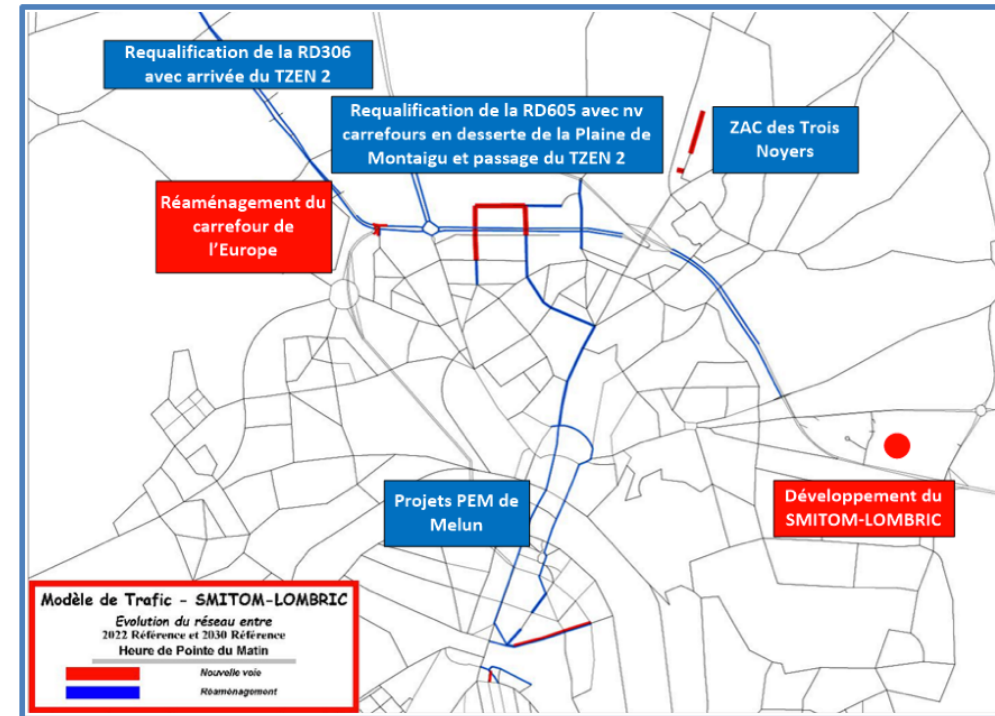 Requalification de la RD306
avec arrivée du TZEN 2
Requalification de la RD605 avec nv
carrefours en desserte de la Plaine de
Montaigu et passage du TZEN 2
ZAC des Trois
Noyers
Réaménagement du
carrefour de
l'Europe
Projets PEM de
Melun
Développement du
SMITOM-LOMBRIC
Modèle de Trafic - SMITOM-LOMBRIC
Evolution du réseau entre
2022 Référence et 2030 Référence
Heure de Pointe du Matin
Nouvelle voie
Réaménagement